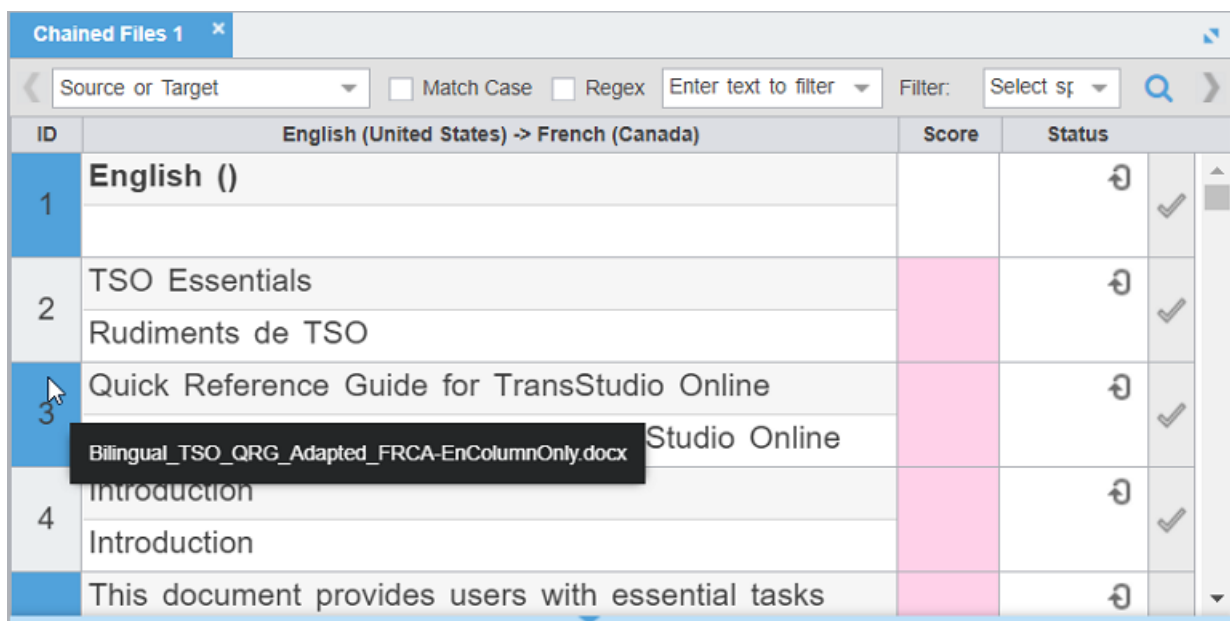 Chained Files 1
Source or Target Match Case Regex Enter text to filter Filter: Select sp
ID English (United States) -> French (Canada) Score Status
1
English ()
2
TSO Essentials
Rudiments de TSO
3
Quick Reference Guide for TransStudio Online
Studio Online
Bilingual_TSO_QRG_Adapted_FRCA-EnColumnOnly.docx
4
Introduction
Introduction
This document provides users with essential tasks